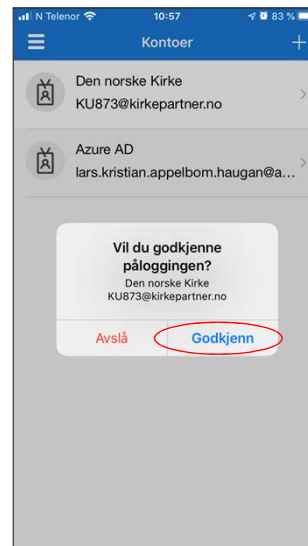 N Telenor 10:57 83 %
Kontoer
Den norske Kirke
KU873@kirkepartner.no
Azure AD
lars.kristian.appelbom.haugan@a...
Vil du godkjenne
påloggingen?
Den norske Kirke
KU873@kirkepartner.no
Avslå Godkjenn